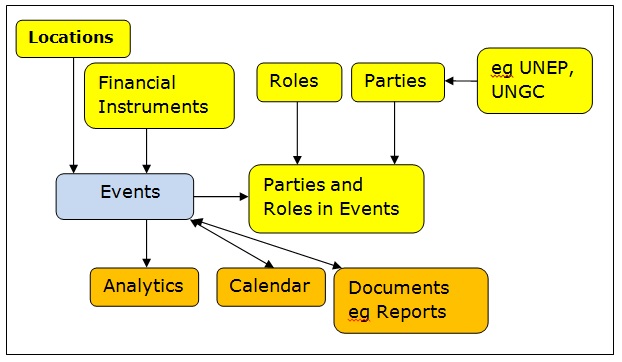 Locations
Financial
Instruments
Roles
Parties
eg UNEP,
UNGC
Events
Parties and
Roles in Events
Analytics
Calendar
Documents
eg Reports